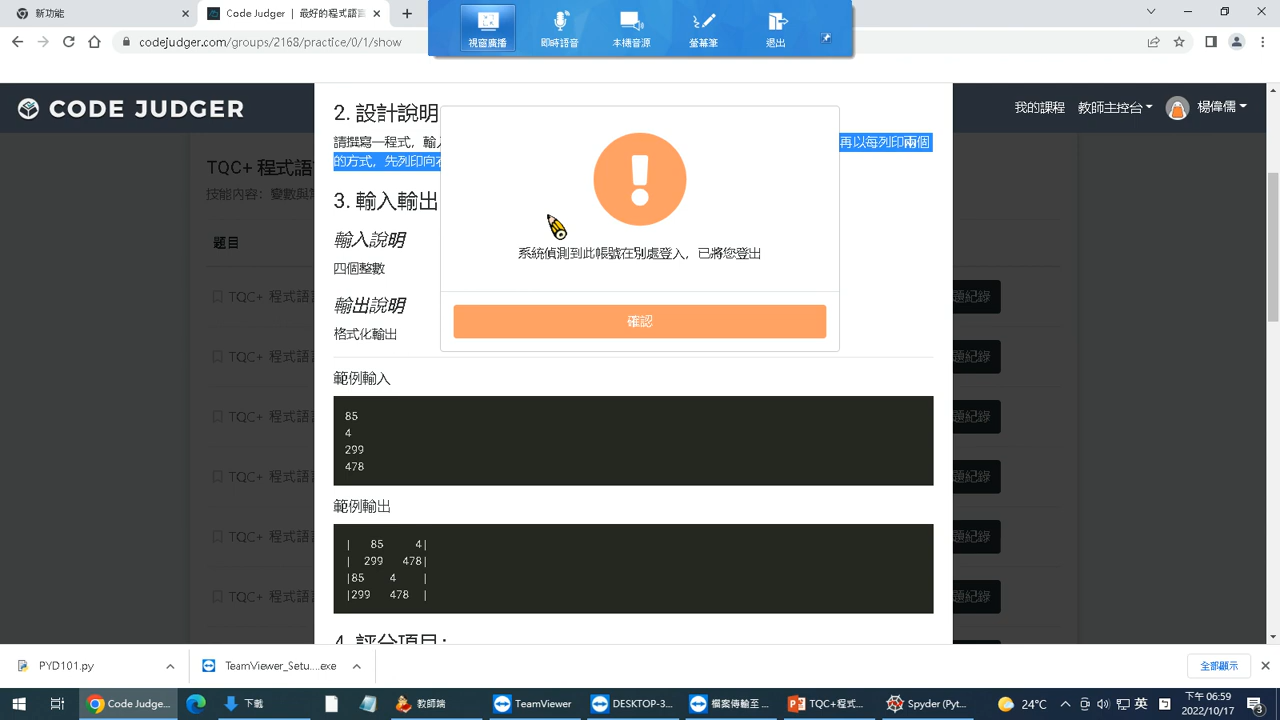 新功能
Code Judger | 最好的程式語言
視窗廣播
即時語音
本機音源
螢幕筆
退出
codejudger.com/groups/2168/practice/0/1/show
CODE JUDGER
我的課程
教師主控台
楊偉儒
TQC+ 程式語
技能內容：變數與
題目
TQC+ 程式語言
題紀錄
TQC+ 程式語言
題紀錄
TQC+ 程式語言
題紀錄
TQC+ 程式語言
題紀錄
TQC+ 程式語言
題紀錄
TQC+ 程式語言
題紀錄
2. 設計說明
請撰寫一程式，輸入
再以每列印兩個
的方式，先列印向右
3. 輸入輸出
輸入說明
四個整數
輸出說明
格式化輸出
系統偵測到此帳號在別處登入，已將您登出
確認
範例輸入
85
4
299
478
範例輸出
|   85     4|
|  299   478|
|85    4    |
|299   478  |
4. 評分項目:
PYD101.py
TeamViewer_Setu....exe
全部顯示
Code Judg...
下載
教師端
TeamViewer
DESKTOP-3...
檔案傳輸至 ...
TQC+程式...
Spyder (Pyt...
24°C
英
下午 06:59
2022/10/17
3